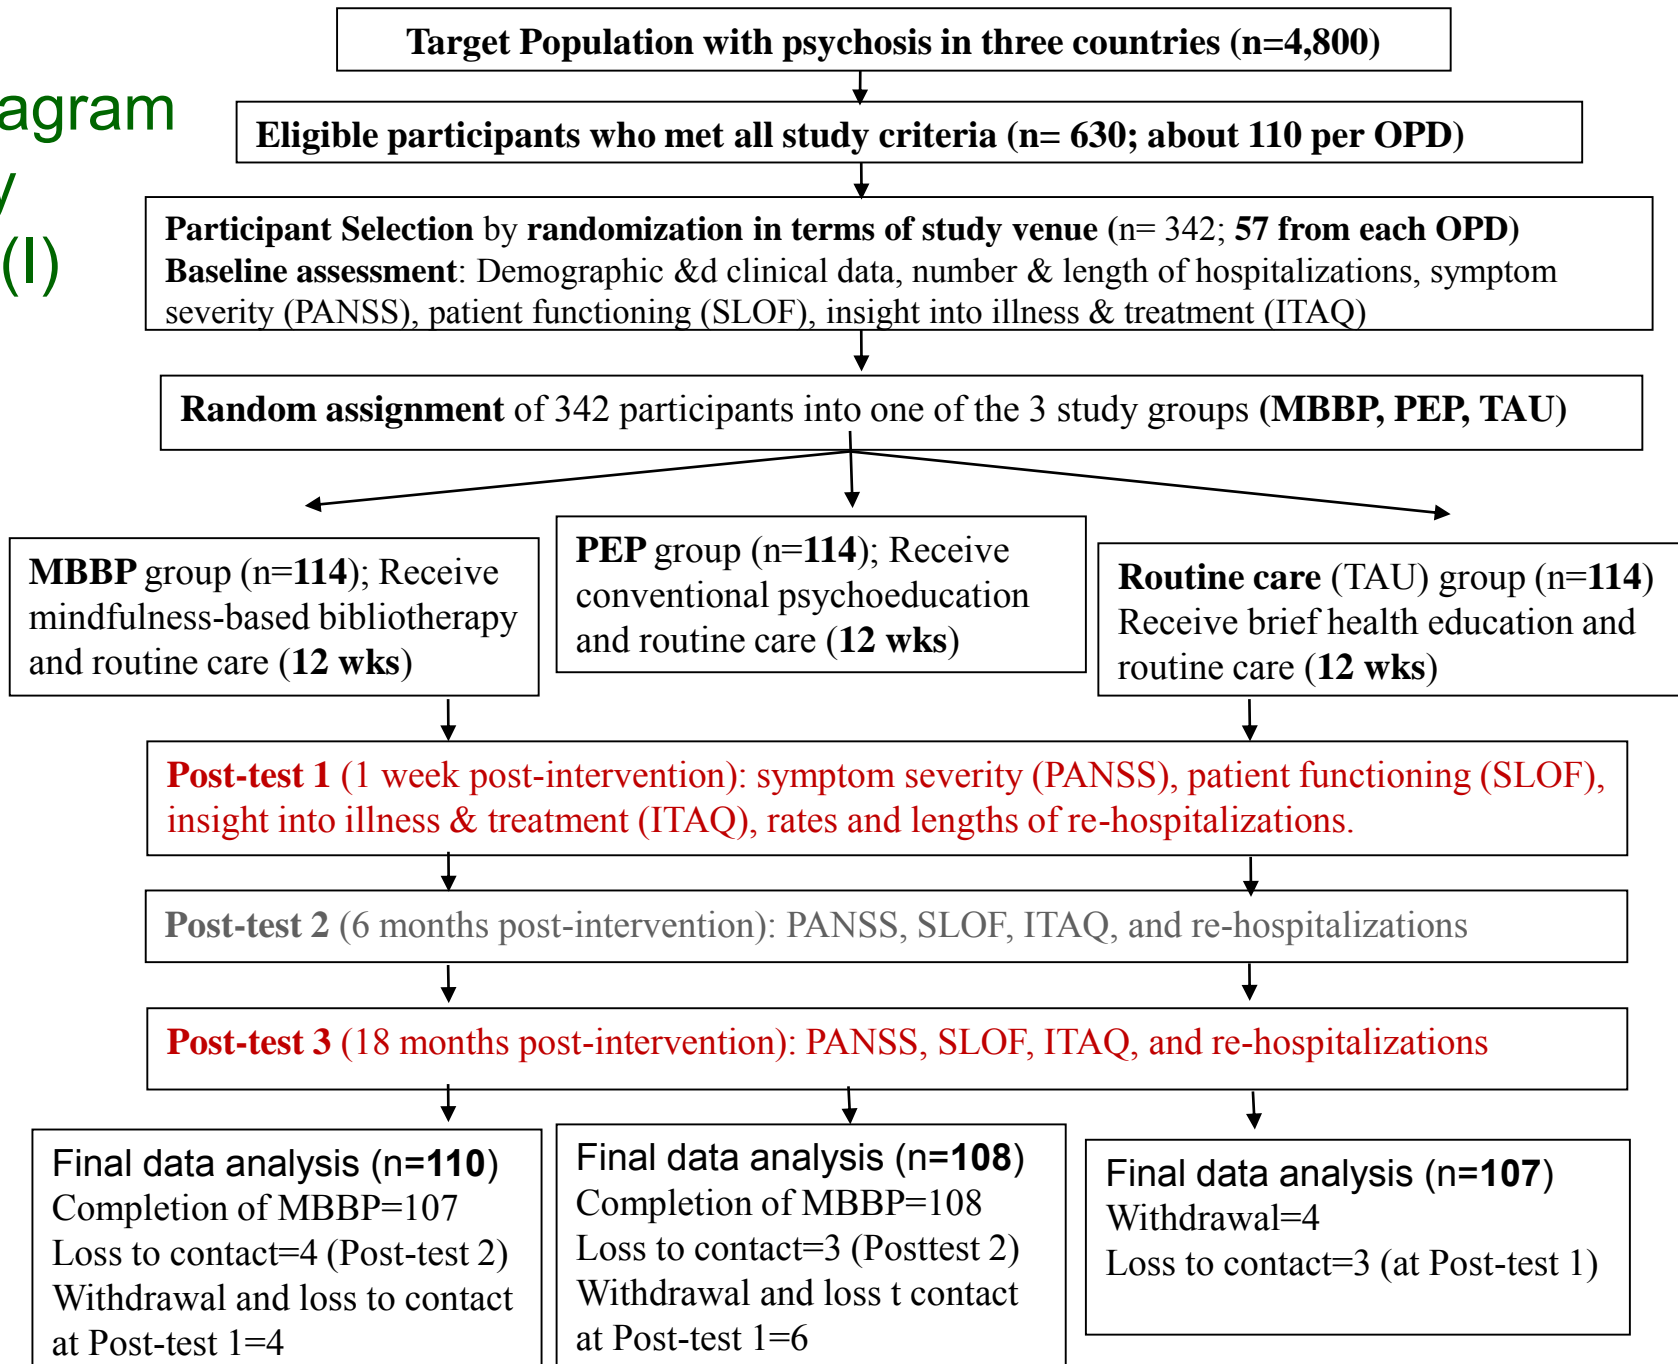 Target Population with psychosis in three countries (n=4,800)
agram
y
(I)
Eligible participants who met all study criteria (n= 630; about 110 per OPD)
Participant Selection by randomization in terms of study venue (n= 342; 57 from each OPD)
Baseline assessment: Demographic &d clinical data, number & length of hospitalizations, symptom
severity (PANSS), patient functioning (SLOF), insight into illness & treatment (ITAQ)
Random assignment of 342 participants into one of the 3 study groups (MBBP, PEP, TAU)
MBBP group (n=114); Receive
mindfulness-based bibliotherapy
and routine care (12 wks)
PEP group (n=114); Receive
conventional psychoeducation
and routine care (12 wks)
Routine care (TAU) group (n=114)
Receive brief health education and
routine care (12 wks)
Post-test 1 (1 week post-intervention): symptom severity (PANSS), patient functioning (SLOF),
insight into illness & treatment (ITAQ), rates and lengths of re-hospitalizations.
Post-test 2 (6 months post-intervention): PANSS, SLOF, ITAQ, and re-hospitalizations
Post-test 3 (18 months post-intervention): PANSS, SLOF, ITAQ, and re-hospitalizations
Final data analysis (n=110)
Completion of MBBP=107
Loss to contact=4 (Post-test 2)
Withdrawal and loss to contact
at Post-test 1=4
Final data analysis (n=108)
Completion of MBBP=108
Loss to contact=3 (Posttest 2)
Withdrawal and loss t contact
at Post-test 1=6
Final data analysis (n=107)
Withdrawal=4
Loss to contact=3 (at Post-test 1)